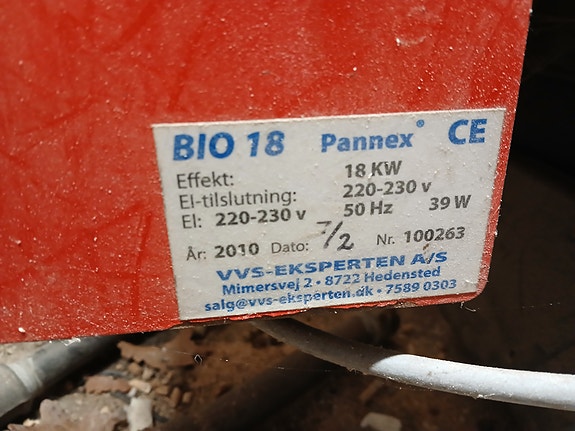 BIO 18 Pannex® CE
Effekt: 18 KW
El-tilslutning: 220-230 v
El: 220-230 v 50 Hz 39 W
År: 2010 Dato: 7/2 Nr. 100263
VVS-EKSPERTEN A/S
Mimersvej 2 • 8722 Hedensted
salg@vvs-eksperten.dk • 7589 0303